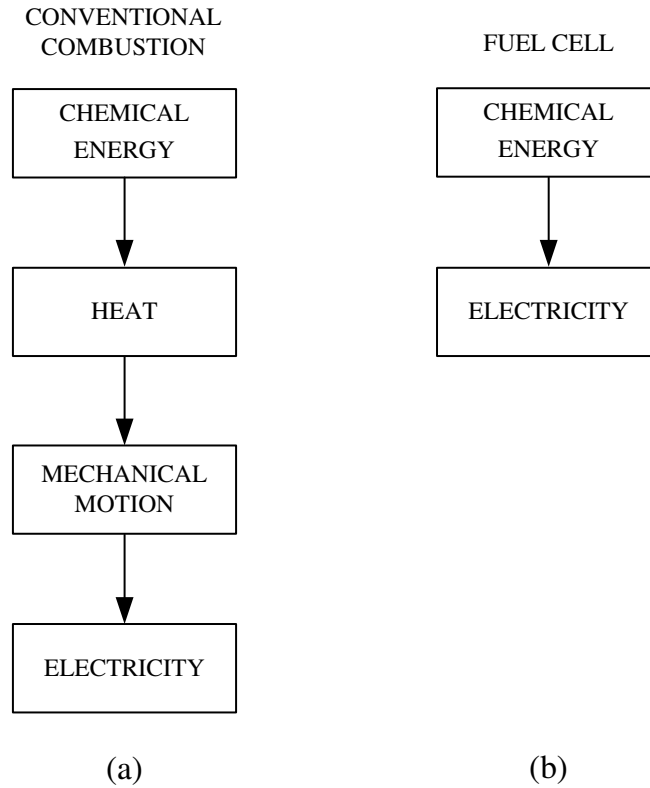 CONVENTIONAL
COMBUSTION
CHEMICAL
ENERGY
HEAT
MECHANICAL
MOTION
ELECTRICITY
(a)
FUEL CELL
CHEMICAL
ENERGY
ELECTRICITY
(b)